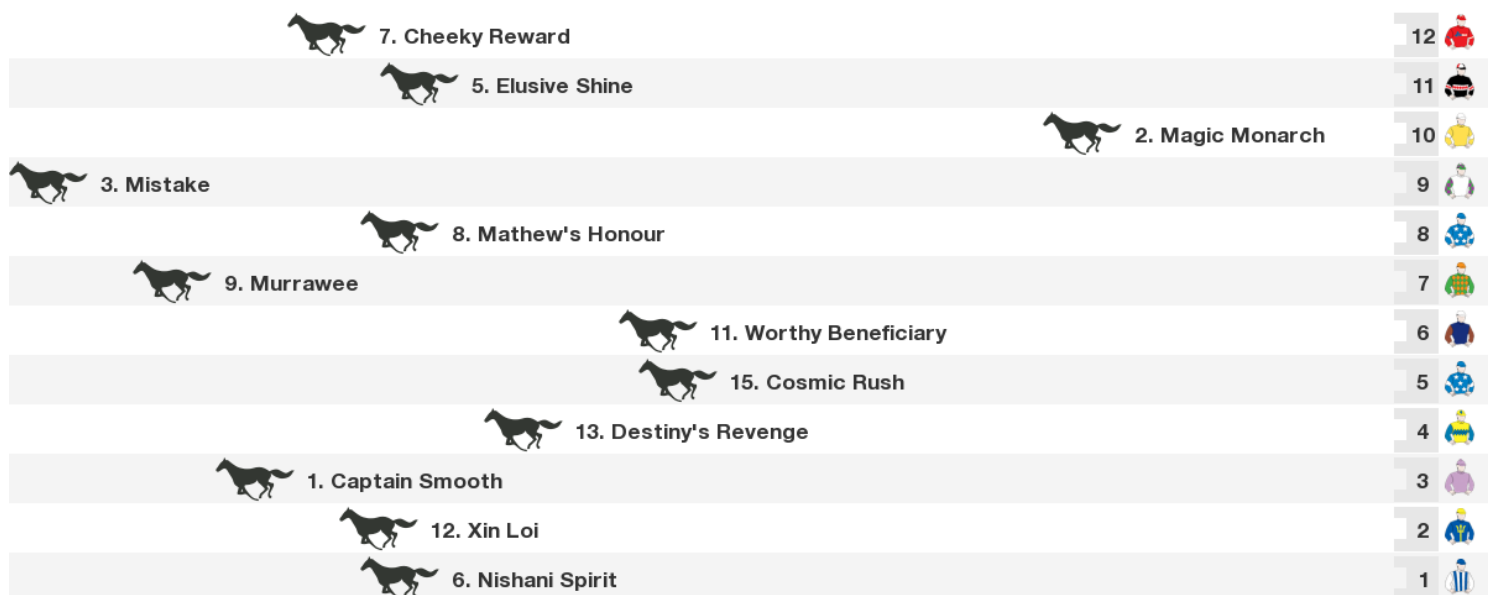 7. Cheeky Reward 12
5. Elusive Shine 11
2. Magic Monarch 10
3. Mistake 9
8. Mathew's Honour 8
9. Murrawee 7
11. Worthy Beneficiary 6
15. Cosmic Rush 5
13. Destiny's Revenge 4
1. Captain Smooth 3
12. Xin Loi 2
6. Nishani Spirit 1